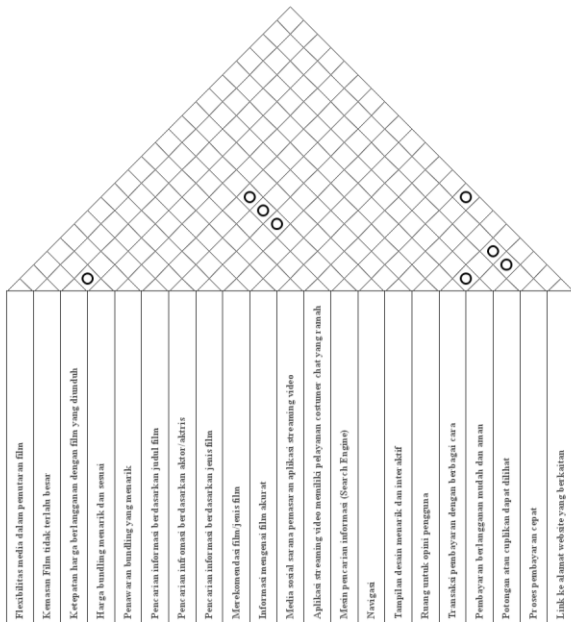 Flexibilitas media dalam pemutaran film
Kemasan Film tidak terlalu besar
Ketepatan harga berlangganan dengan film yang diunduh
Harga bundling menarik dan sesuai
Penawaran bundling yang menarik
Pencarian informasi berdasarkan judul film
Pencarian infromasi berdasarkan aktor/aktris
Pencarian informasi berdasarkan jenis film
Merekomendasi film/jenis film
Informasi mengenai film akurat
Media sosial sarana pemasaran aplikasi streaming video
Aplikasi streaming video memiliki pelayanan costumer chat yang ramah
Mesin pencarian informasi (Search Engine)
Navigasi
Tampilan desain menarik dan interaktif
Ruang untuk opini pengguna
Transaksi pembayaran dengan berbagai cara
Pembayaran berlangganan mudah dan aman
Potongan atau cuplikan dapat dilihat
Proses pembayaran cepat
Link ke alamat website yang berkaitan